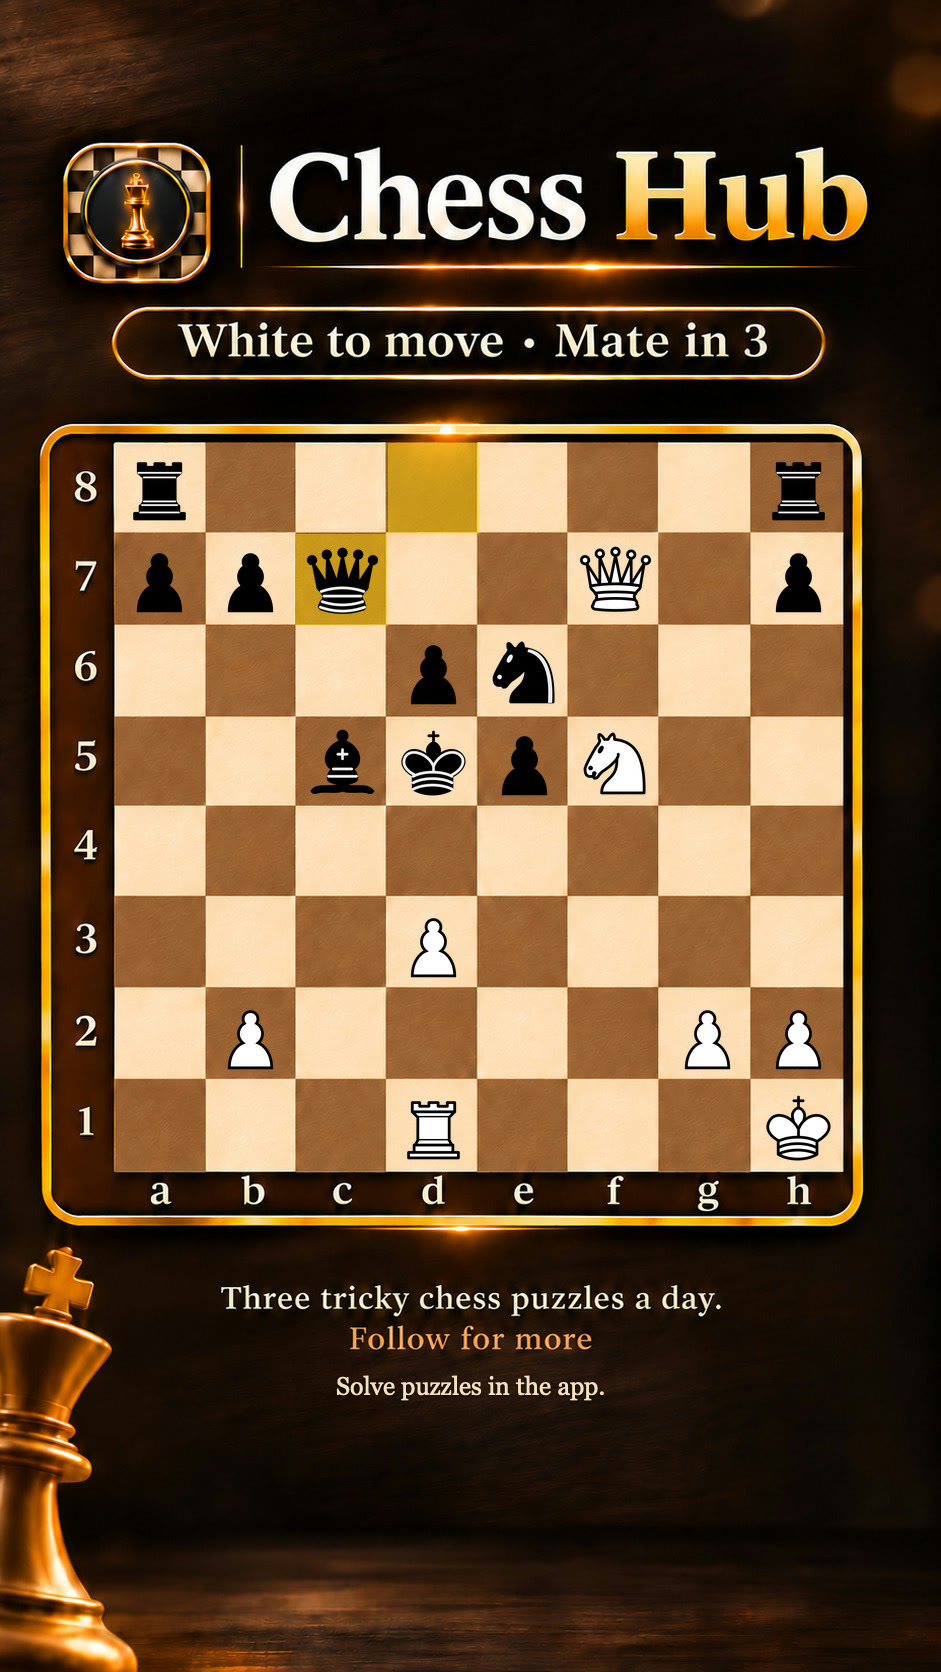 Chess Hub
White to move • Mate in 3
8
7
6
5
4
3
2
1
a b c d e f g h
Three tricky chess puzzles a day.
Follow for more
Solve puzzles in the app.